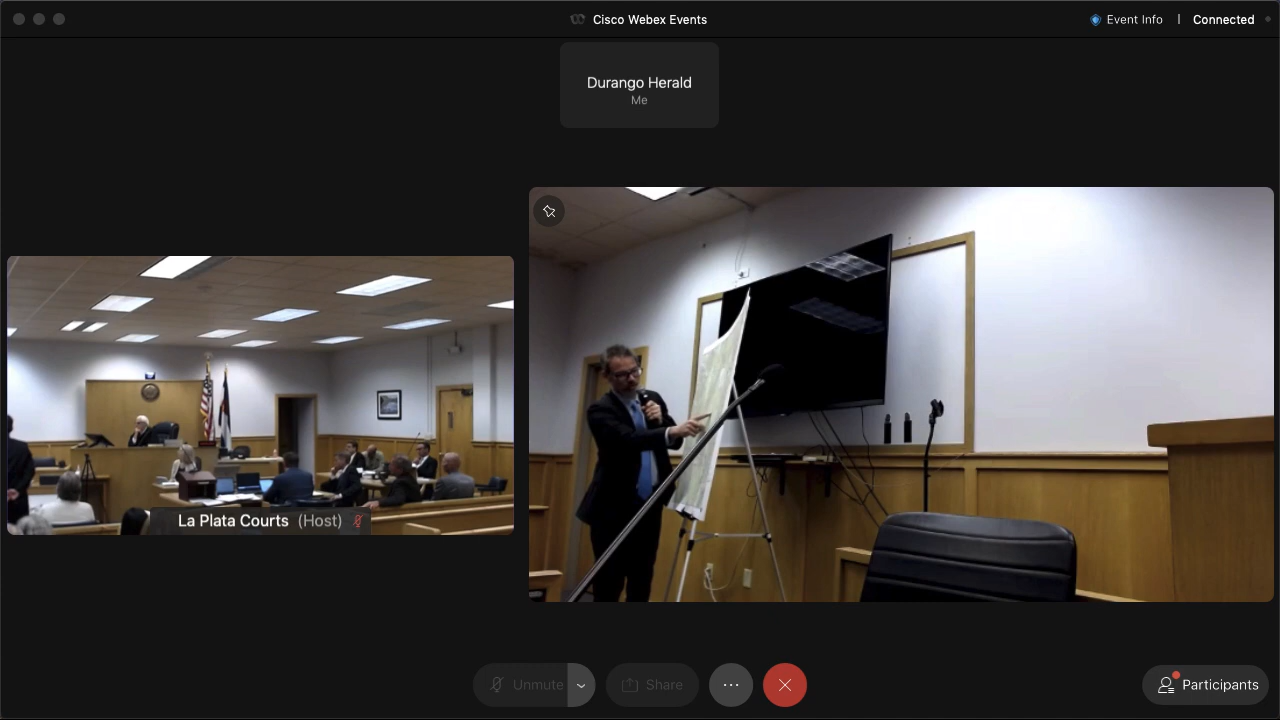 Cisco Webex Events
Event Info | Connected
Durango Herald
Me
La Plata Courts (Host)
Unmute
Share
Participants